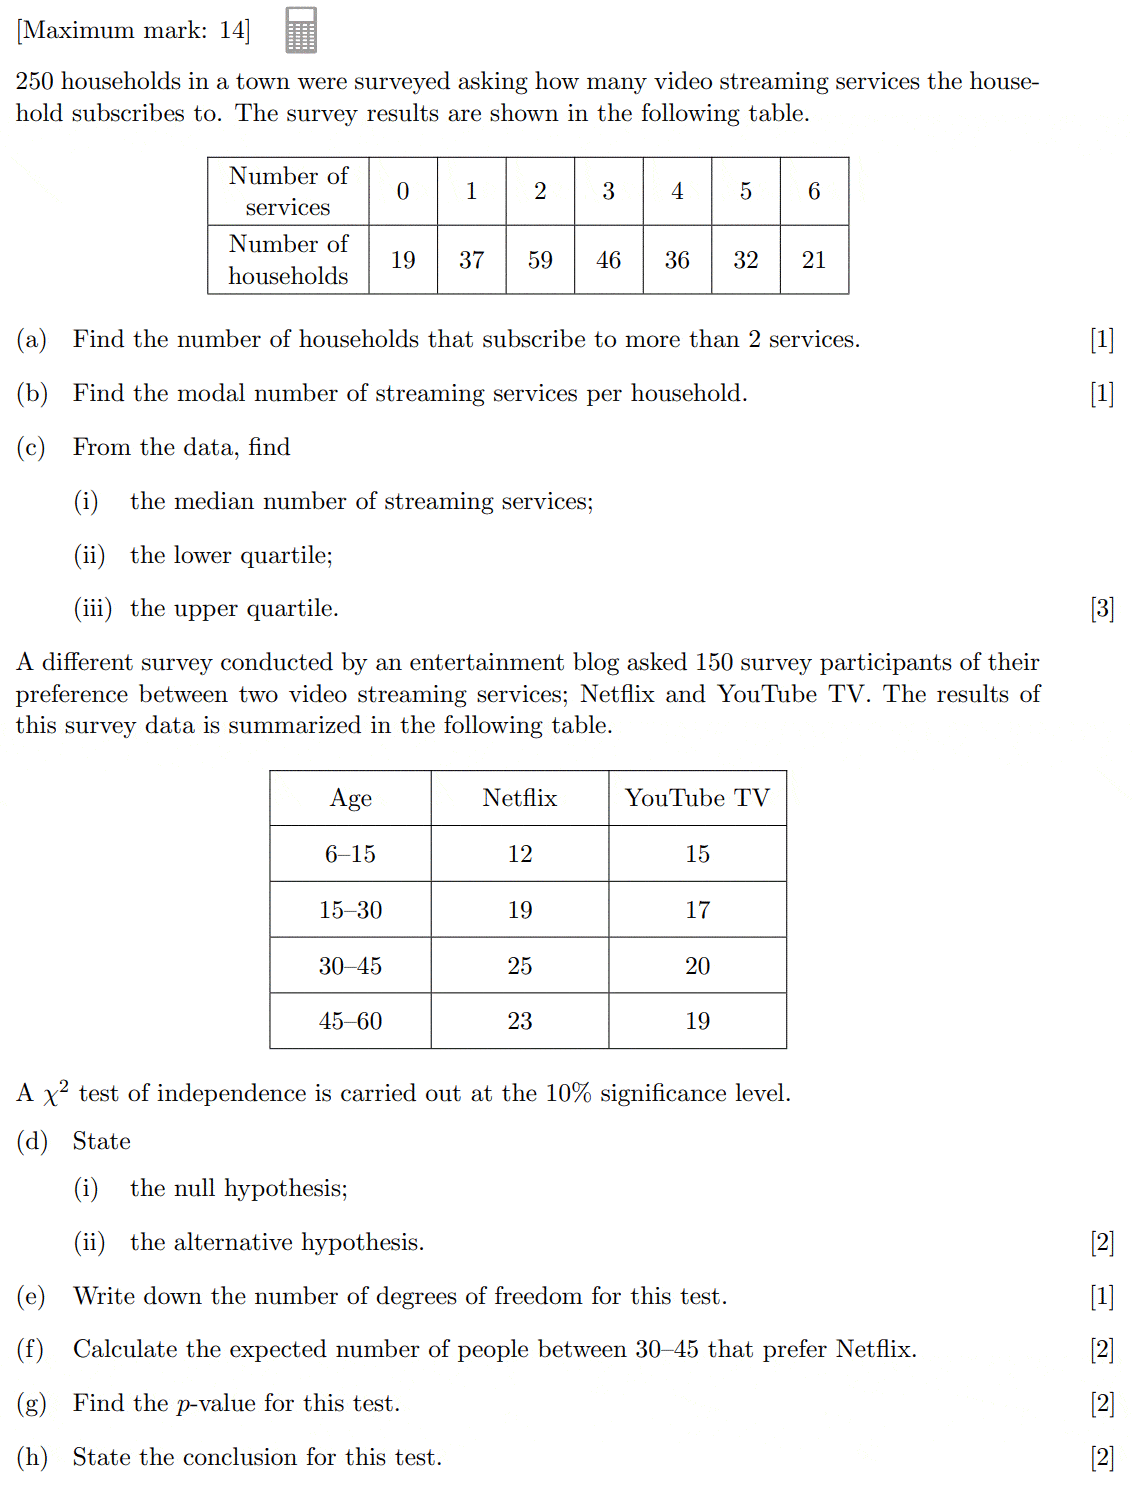 [Maximum mark: 14]
250 households in a town were surveyed asking how many video streaming services the house-
hold subscribes to. The survey results are shown in the following table.
Number of services 0 1 2 3 4 5 6
Number of households 19 37 59 46 36 32 21
(a) Find the number of households that subscribe to more than 2 services. [1]
(b) Find the modal number of streaming services per household. [1]
(c) From the data, find
(i) the median number of streaming services;
(ii) the lower quartile;
(iii) the upper quartile. [3]
A different survey conducted by an entertainment blog asked 150 survey participants of their
preference between two video streaming services; Netflix and YouTube TV. The results of
this survey data is summarized in the following table.
Age Netflix YouTube TV
6–15 12 15
15–30 19 17
30–45 25 20
45–60 23 19
A χ² test of independence is carried out at the 10% significance level.
(d) State
(i) the null hypothesis;
(ii) the alternative hypothesis. [2]
(e) Write down the number of degrees of freedom for this test. [1]
(f) Calculate the expected number of people between 30–45 that prefer Netflix. [2]
(g) Find the p-value for this test. [2]
(h) State the conclusion for this test. [2]